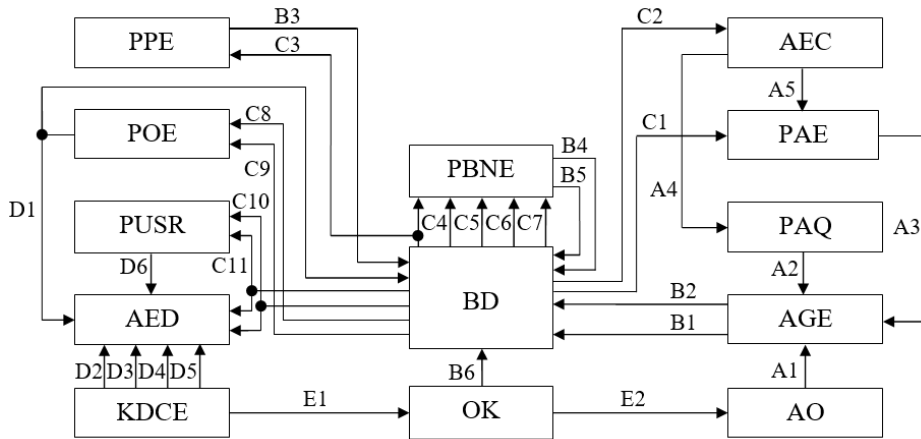 B3
C2
PPE
C3
AEC
A5
C8
C1
POE
B4
PAE
C9
PBNE
B5
D1
C10
A4
PUSR
C4 C5 C6 C7
PAQ
A3
D6
C11
A2
BD
B2
AED
AGE
B1
D2 D3 D4 D5
B6
A1
KDCE
E1
OK
E2
AO